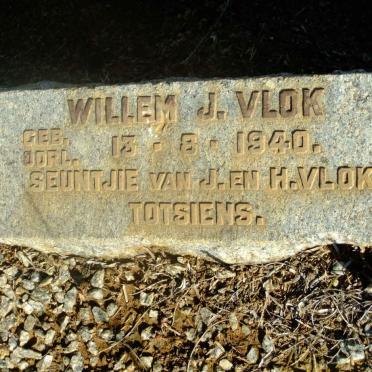 WILLEM J. VLOK
GEB.
OORL. 13 - 8 - 1940.
SEUNTJIE VAN J. EN H. VLOK
TOTSIENS.